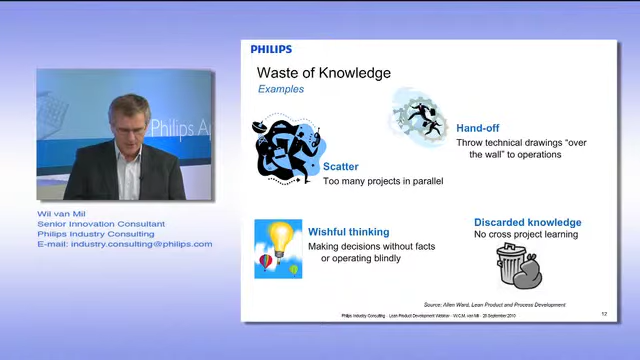 PHILIPS
Waste of Knowledge
Examples
Hand-off
Throw technical drawings “over
the wall” to operations
Scatter
Too many projects in parallel
Wishful thinking
Making decisions without facts
or operating blindly
Discarded knowledge
No cross project learning
Source: Allen Ward, Lean Product and Process Development
Philips Industry Consulting - Lean Product Development Webinar - W.C.M. van Mil - 29 September 2010
12
Philips A
Wil van Mil
Senior Innovation Consultant
Philips Industry Consulting
E-mail: industry.consulting@philips.com